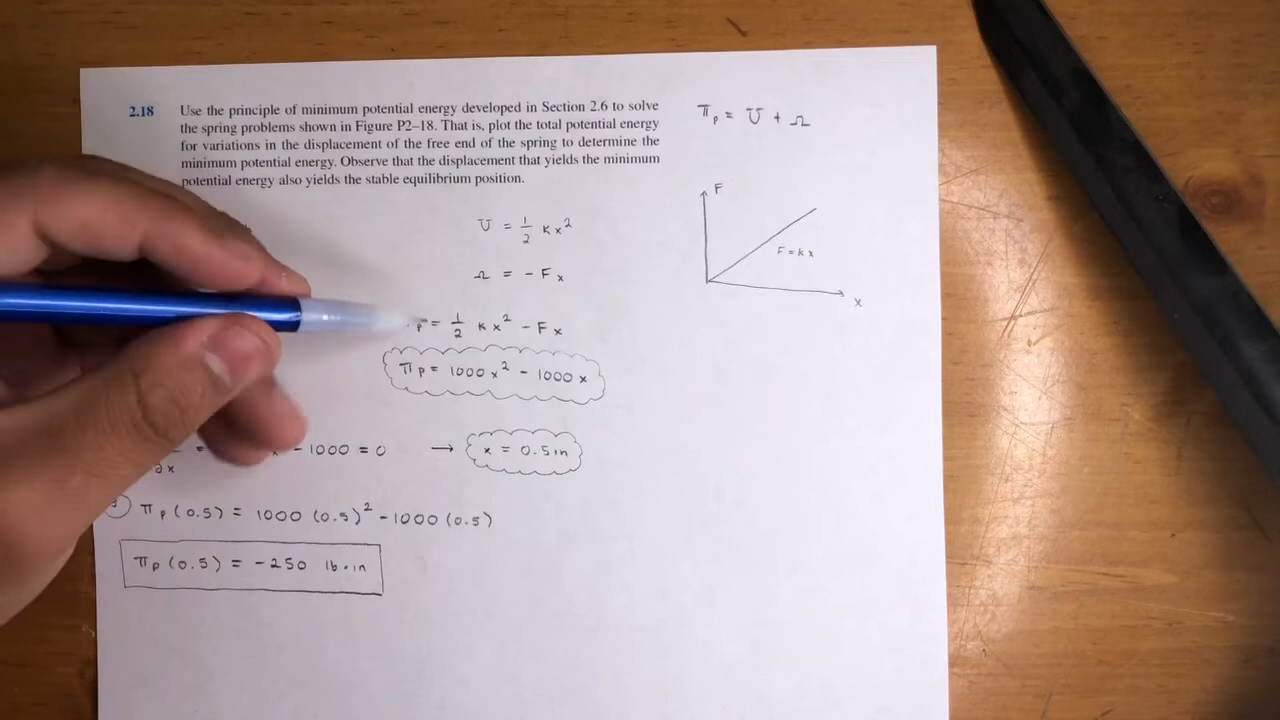 2.18 Use the principle of minimum potential energy developed in Section 2.6 to solve
the spring problems shown in Figure P2–18. That is, plot the total potential energy
for variations in the displacement of the free end of the spring to determine the
minimum potential energy. Observe that the displacement that yields the minimum
potential energy also yields the stable equilibrium position.
πp = U + Ω
F
F = kx
x
U = 1/2 kx²
Ω = - Fx
p = 1/2 kx² - Fx
πp = 1000x² - 1000x
∂x = - 1000 = 0 → x = 0.5in
πp (0.5) = 1000 (0.5)² - 1000 (0.5)
πp (0.5) = -250 lb·in